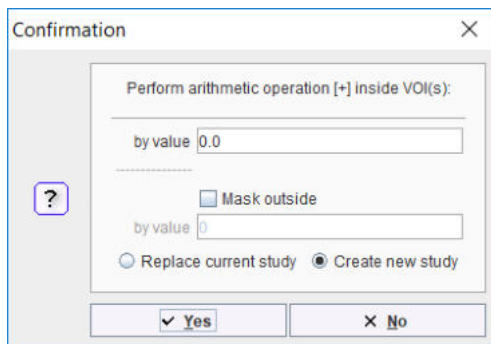 Confirmation
Perform arithmetic operation [+] inside VOI(s):
by value 0.0
Mask outside
by value 0
Replace current study Create new study
?
Yes No